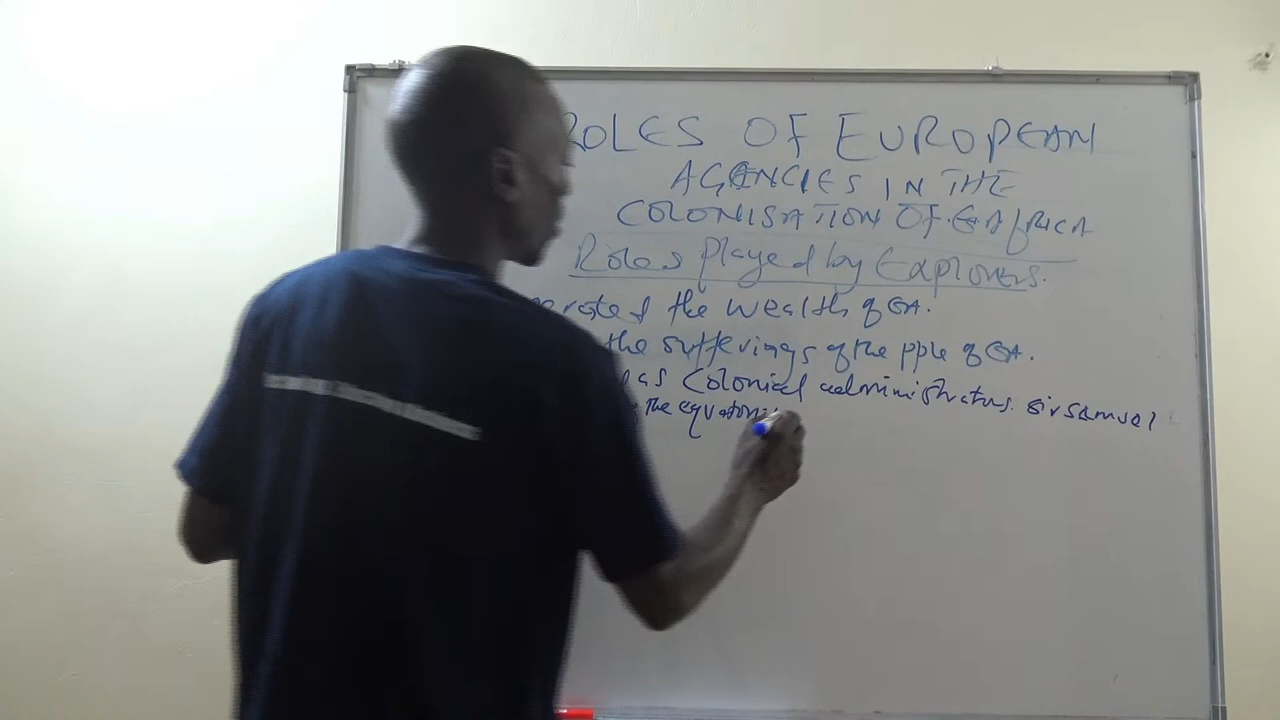 ROLES OF EUROPEAN
AGENCIES IN THE
COLONISATION OF E.AfRICA
Roles played by Explorers.
the wealth of EA.
the sufferings of the pple of EA.
as Colonial administrators. Sir Samuel
the equatori